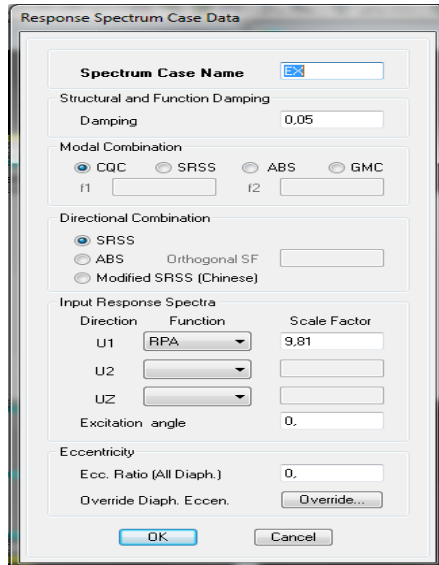 Response Spectrum Case Data
Spectrum Case Name EX
Structural and Function Damping
Damping 0,05
Modal Combination
CQC SRSS ABS GMC
f1 f2
Directional Combination
SRSS
ABS Orthogonal SF
Modified SRSS (Chinese)
Input Response Spectra
Direction Function Scale Factor
U1 RPA 9,81
U2
UZ
Excitation angle 0,
Eccentricity
Ecc. Ratio (All Diaph.) 0,
Override Diaph. Eccen. Override...
OK Cancel